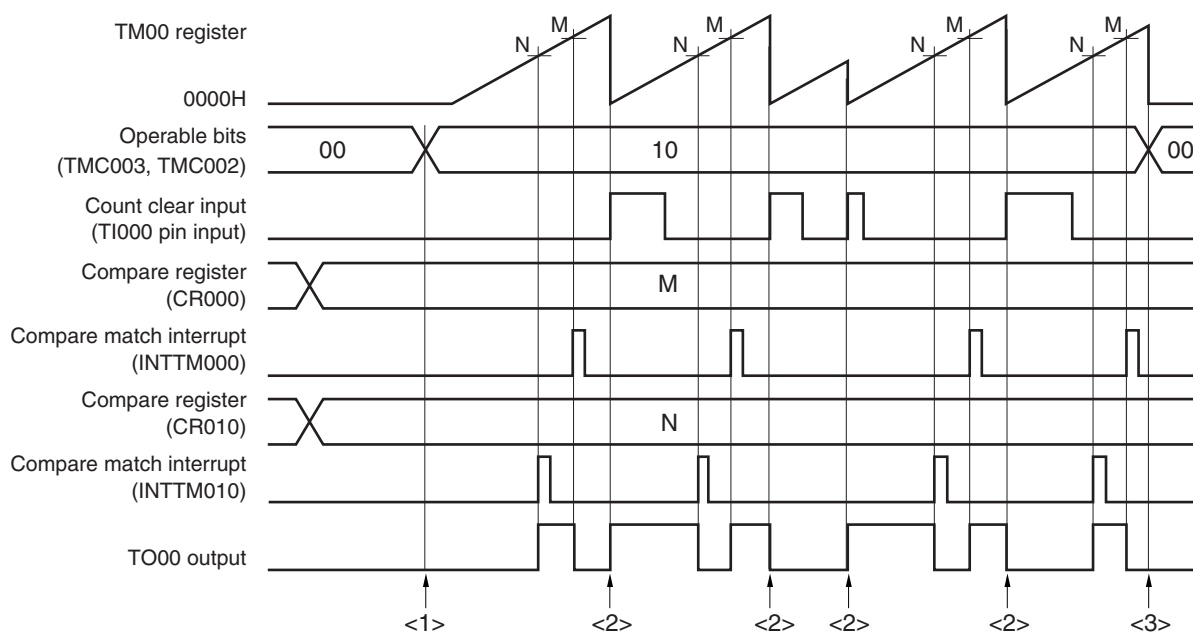 TM00 register
N M N M N M N M
0000H
Operable bits
(TMC003, TMC002)
00 10 00
Count clear input
(TI000 pin input)
Compare register
(CR000)
M
Compare match interrupt
(INTTM000)
Compare register
(CR010)
N
Compare match interrupt
(INTTM010)
TO00 output
<1> <2> <2> <2> <2> <3>